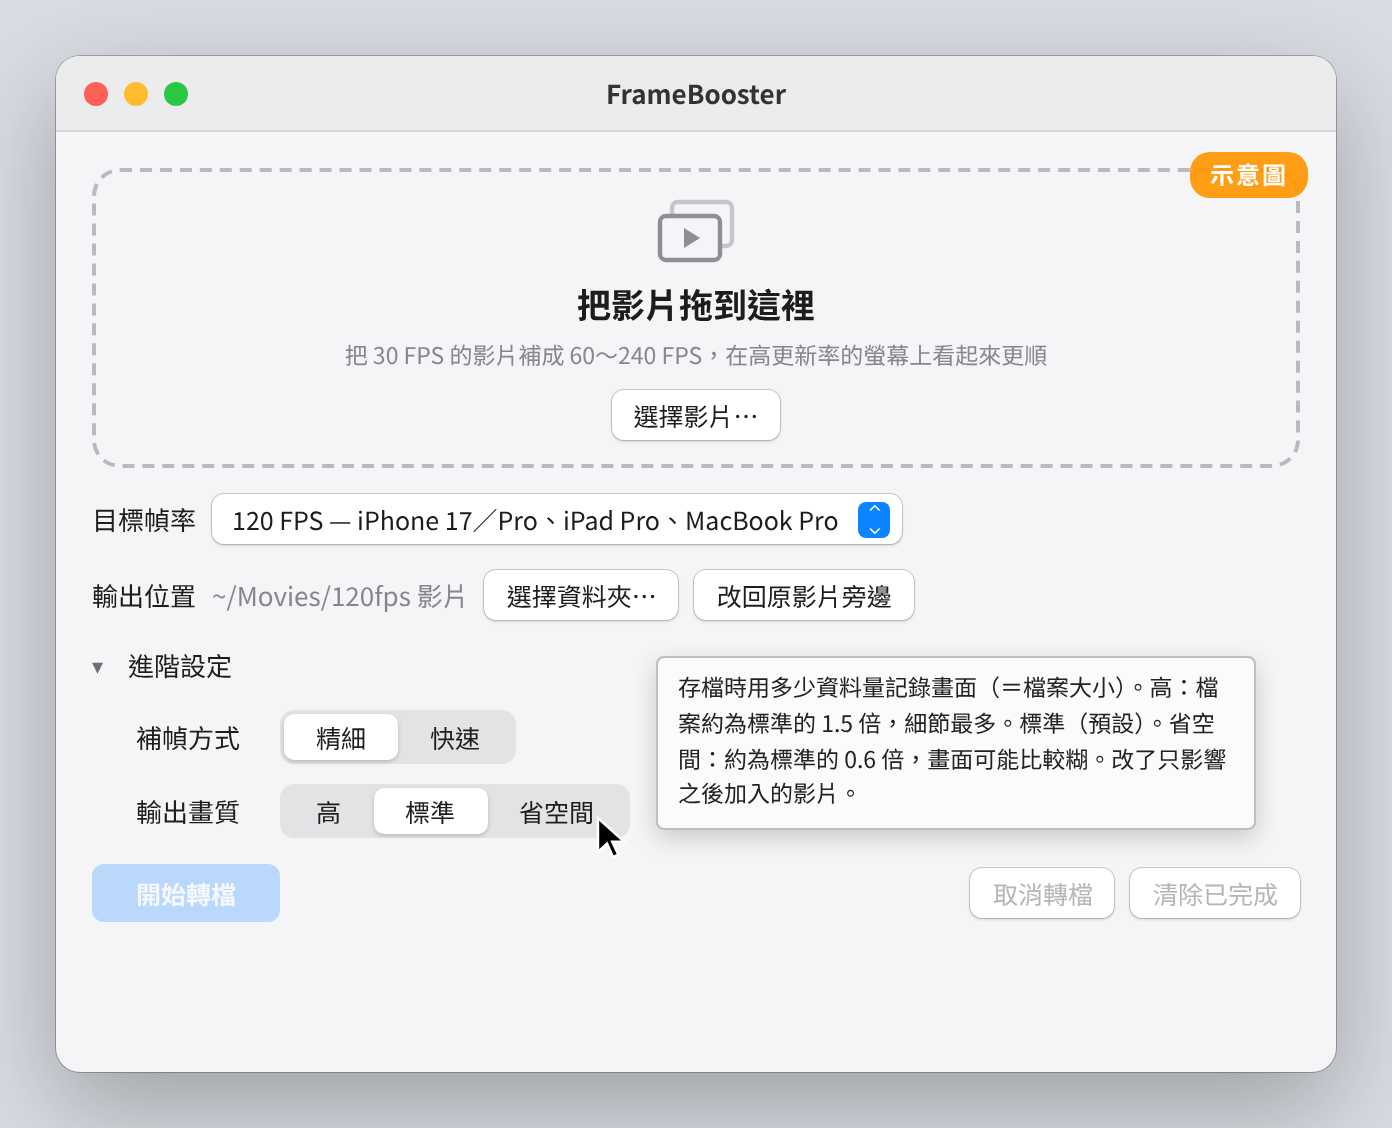 FrameBooster
示意圖
把影片拖到這裡
把 30 FPS 的影片補成 60～240 FPS，在高更新率的螢幕上看起來更順
選擇影片⋯
目標幀率 120 FPS — iPhone 17／Pro、iPad Pro、MacBook Pro
輸出位置 ~/Movies/120fps 影片 選擇資料夾⋯ 改回原影片旁邊
▼ 進階設定
補幀方式 精細 快速
輸出畫質 高 標準 省空間
存檔時用多少資料量記錄畫面（＝檔案大小）。高：檔
案約為標準的 1.5 倍，細節最多。標準（預設）。省空
間：約為標準的 0.6 倍，畫面可能比較糊。改了只影響
之後加入的影片。
開始轉檔 取消轉檔 清除已完成